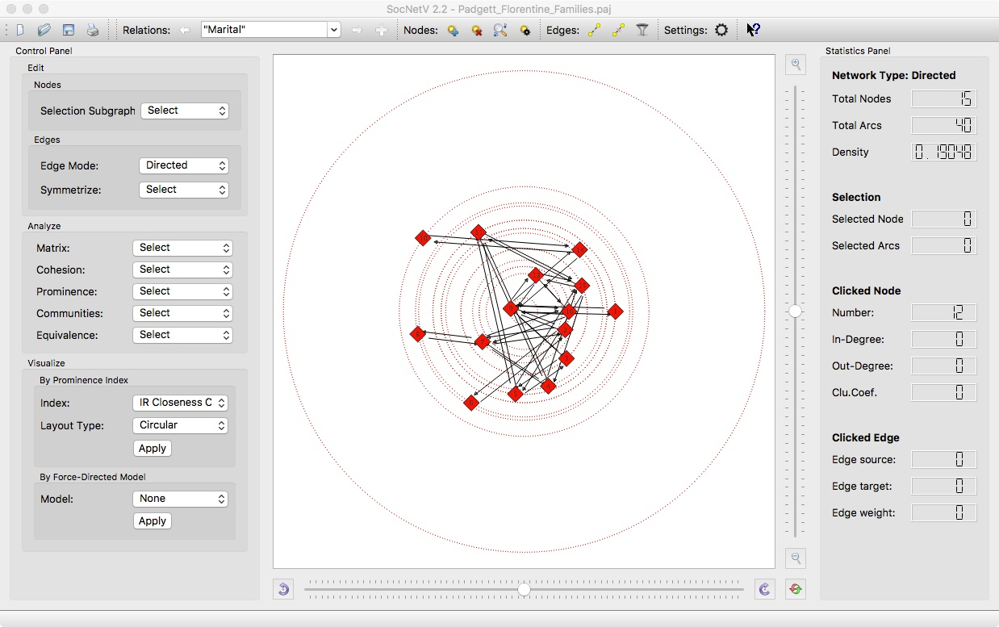 SocNetV 2.2 - Padgett_Florentine_Families.paj
Relations: "Marital" Nodes: Edges: Settings:
Control Panel
Edit
Nodes
Selection Subgraph Select
Edges
Edge Mode: Directed
Symmetrize: Select
Analyze
Matrix: Select
Cohesion: Select
Prominence: Select
Communities: Select
Equivalence: Select
Visualize
By Prominence Index
Index: IR Closeness C
Layout Type: Circular
Apply
By Force-Directed Model
Model: None
Apply
Statistics Panel
Network Type: Directed
Total Nodes 15
Total Arcs 40
Density 0.19048
Selection
Selected Node 0
Selected Arcs 0
Clicked Node
Number: 12
In-Degree: 0
Out-Degree: 0
Clu.Coef. 0
Clicked Edge
Edge source: 0
Edge target: 0
Edge weight: 0